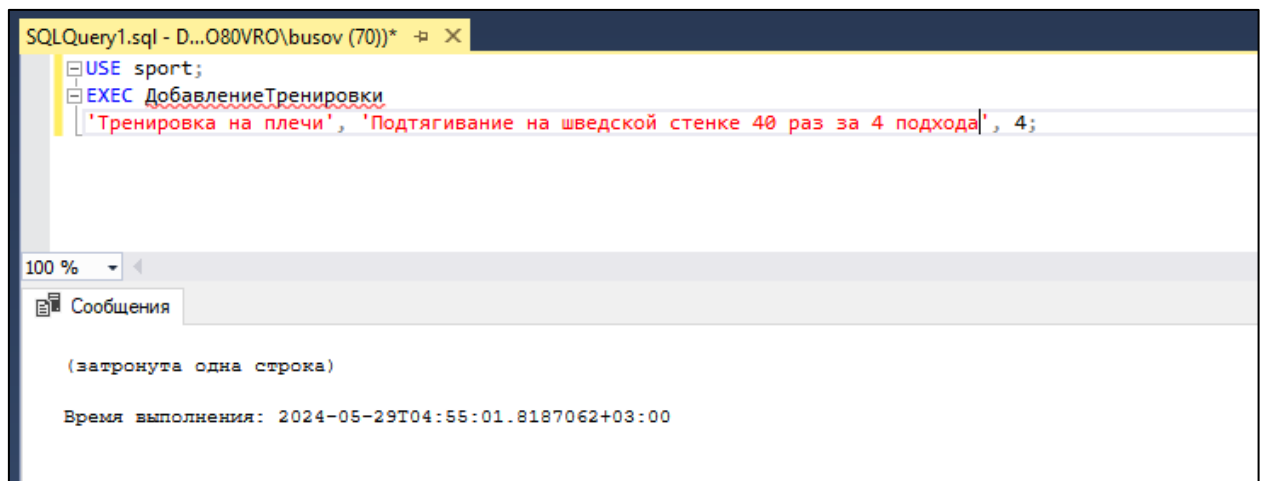 SQLQuery1.sql - D...O80VRO\busov (70))*
USE sport;
EXEC ДобавлениеТренировки
'Тренировка на плечи', 'Подтягивание на шведской стенке 40 раз за 4 подхода', 4;
100 %
Сообщения
(затронута одна строка)
Время выполнения: 2024-05-29T04:55:01.8187062+03:00